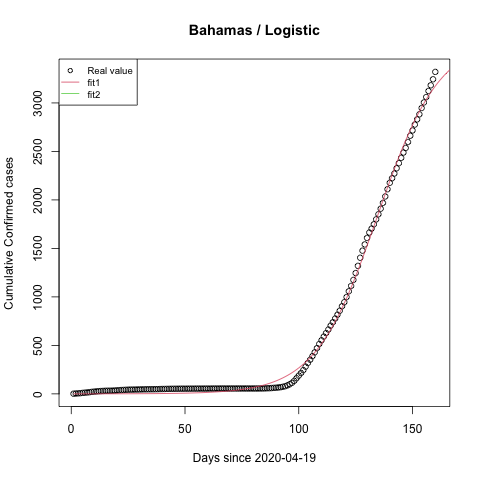 Bahamas / Logistic
Real value
fit1
fit2
Cumulative Confirmed cases
0
500
1000
1500
2000
2500
3000
0
50
100
150
Days since 2020-04-19